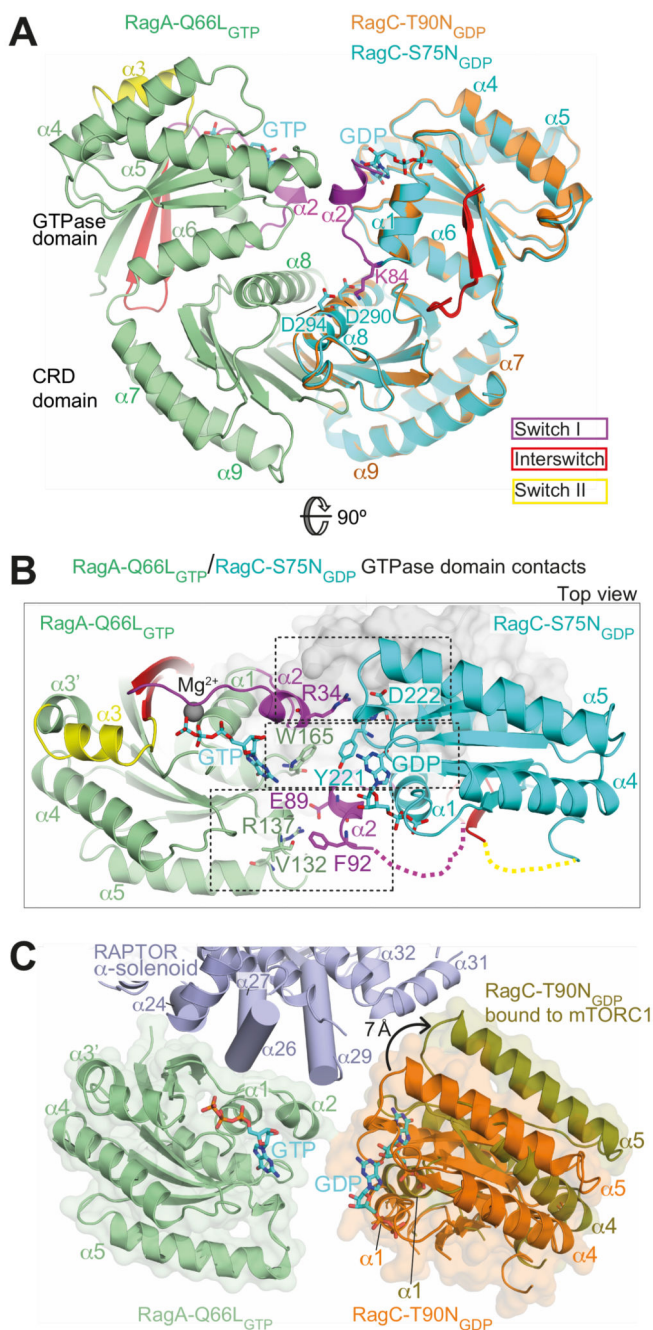 A
RagA-Q66L_GTP
RagC-T90N_GDP
RagC-S75N_GDP
α3
α4
α5
GTP
α2
GTPase
domain
α6
α8
CRD
domain
α7
α9
GDP
α4
α5
α2
α1
α6
K84
D294
D290
α8
α7
α9
Switch I
Interswitch
Switch II
90º
B
RagA-Q66L_GTP/RagC-S75N_GDP GTPase domain contacts
Top view
RagA-Q66L_GTP
RagC-S75N_GDP
α3'
α3
Mg²⁺
α1
α2
R34
D222
α5
W165
GTP
Y221
GDP
α4
α4
E89
α1
R137
α2
V132
F92
α5
C
RAPTOR
α-solenoid
α27
α32
α31
α24
α26
α29
RagC-T90N_GDP
bound to mTORC1
7 Å
α3'
α1
α2
α4
GTP
GDP
α5
α5
α5
α4
α4
α1
α1
RagA-Q66L_GTP
RagC-T90N_GDP